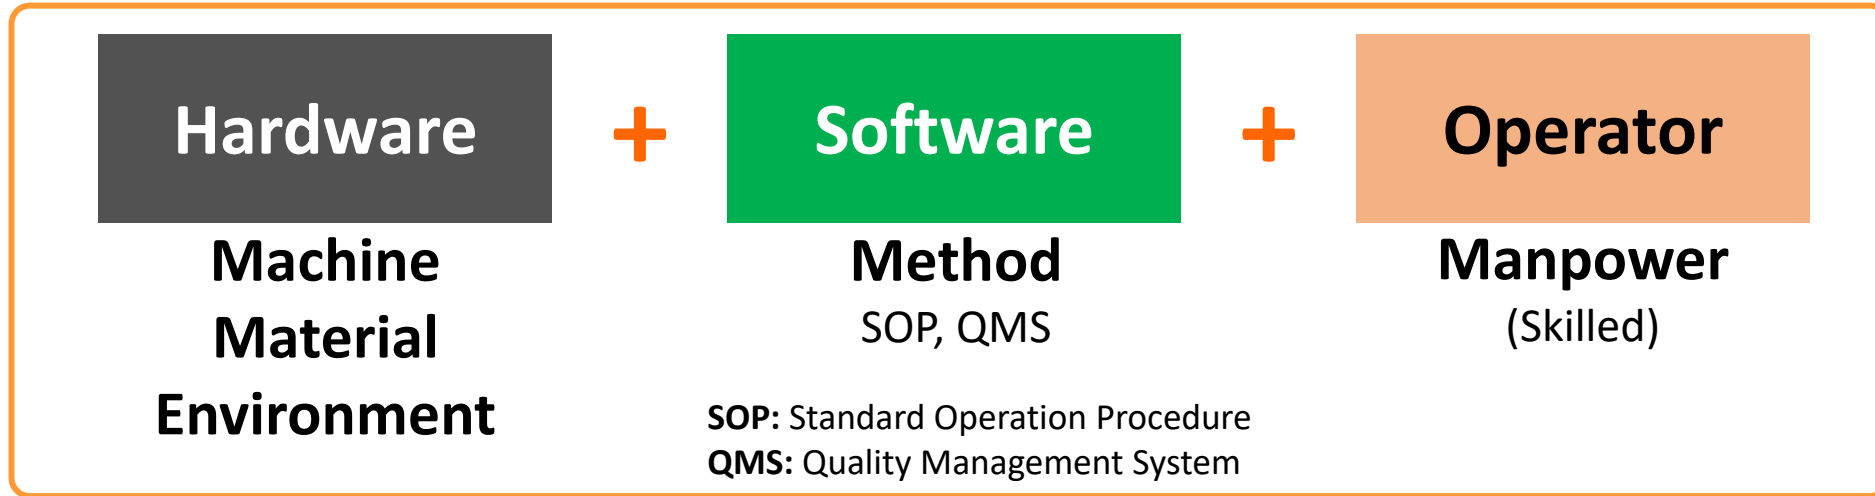 Hardware + Software + Operator
Machine
Material
Environment
Method
SOP, QMS
SOP: Standard Operation Procedure
QMS: Quality Management System
Manpower
(Skilled)